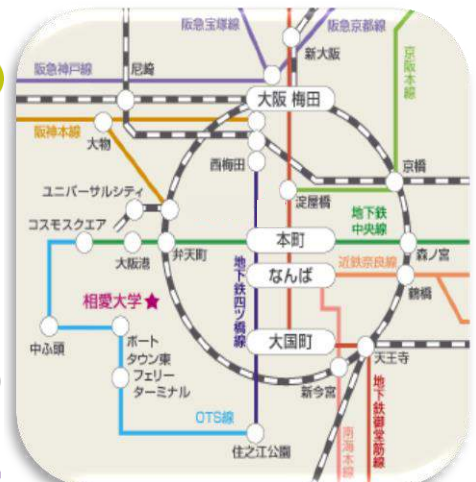 阪急宝塚線
阪急京都線
新大阪
京阪本線
阪急神戸線
尼崎
大阪 梅田
阪神本線
大物
西梅田
京橋
ユニバーサルシティ
淀屋橋
地下鉄
中央線
コスモスクエア
大阪港
弁天町
本町
森ノ宮
近鉄奈良線
なんば
鶴橋
地下鉄四ツ橋線
相愛大学★
大国町
中ふ頭
ポート
タウン東
フェリー
ターミナル
天王寺
新今宮
OTS線
住之江公園
南海本線
地下鉄御堂筋線